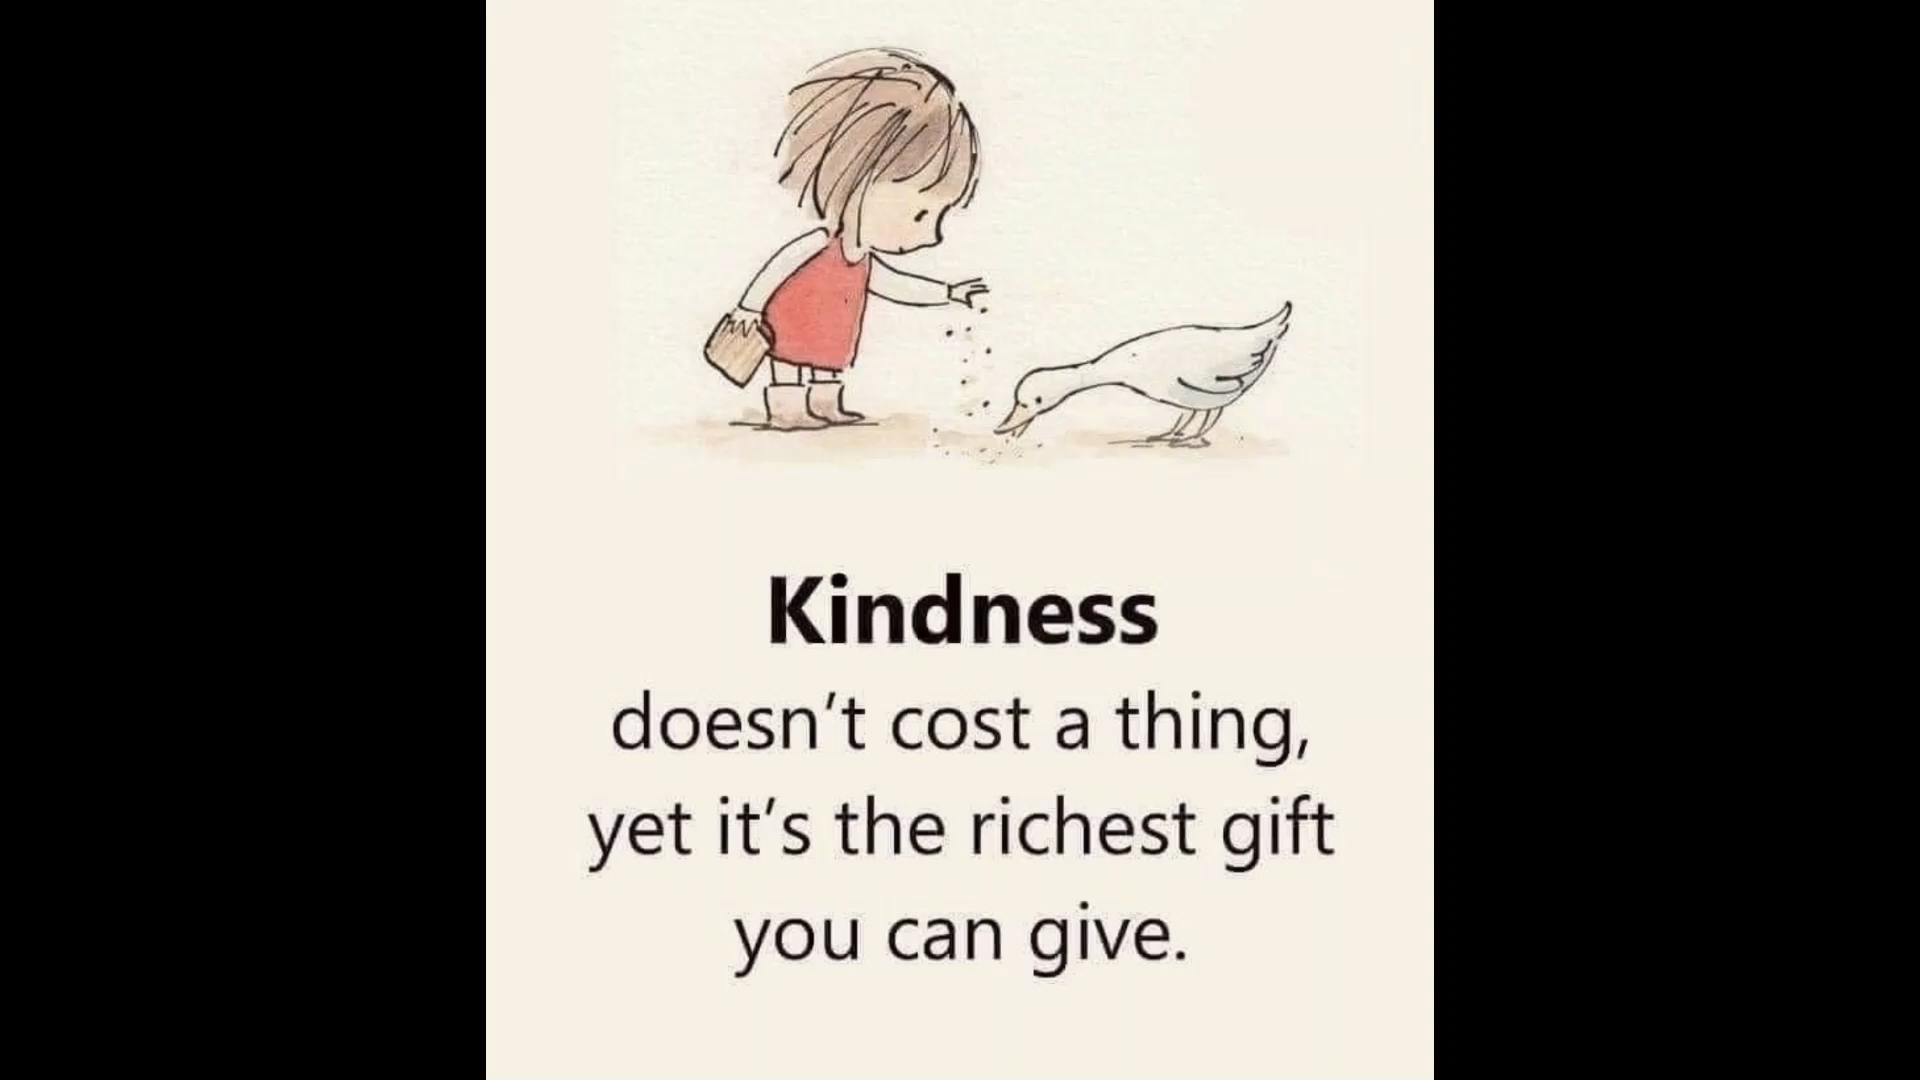 Kindness
doesn’t cost a thing,
yet it’s the richest gift
you can give.